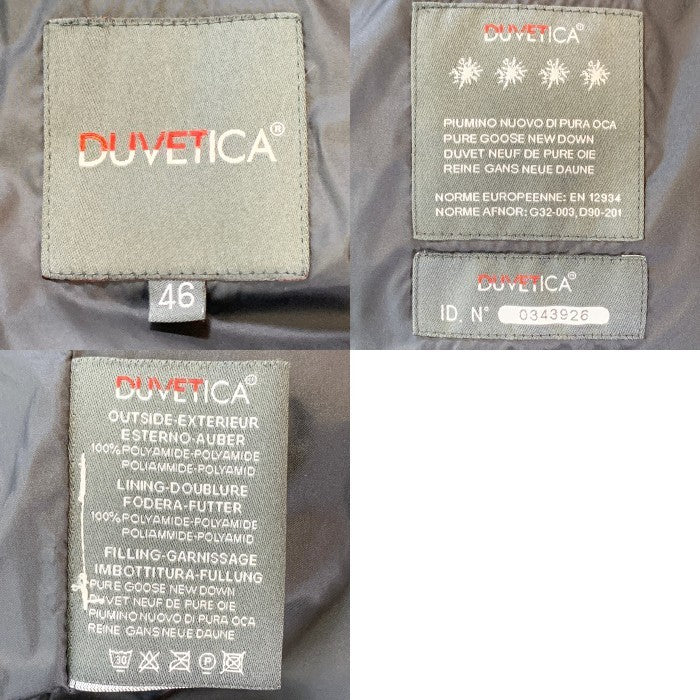 DUVETICA®
46
DUVETICA®
PIUMINO NUOVO DI PURA OCA
PURE GOOSE NEW DOWN
DUVET NEUF DE PURE OIE
REINE GANS NEUE DAUNE
NORME EUROPEENNE: EN 12934
NORME AFNOR: G32-003, D90-201
DUVETICA®
ID. N° 0343926
DUVETICA®
OUTSIDE-EXTERIEUR
ESTERNO-AUBER
100% POLYAMIDE-POLYAMIDE
POLIAMMIDE-POLYAMID
LINING-DOUBLURE
FODERA-FUTTER
100% POLYAMIDE-POLYAMIDE
POLIAMMIDE-POLYAMID
FILLING-GARNISSAGE
IMBOTTITURA-FULLUNG
PURE GOOSE NEW DOWN
DUVET NEUF DE PURE OIE
PIUMINO NUOVO DI PURA OCA
REINE GANS NEUE DAUNE
30 P